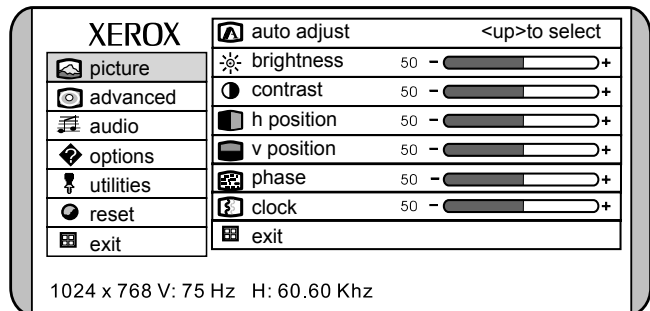 XEROX
picture
advanced
audio
options
utilities
reset
exit
auto adjust <up>to select
brightness 50 - +
contrast 50 - +
h position 50 - +
v position 50 - +
phase 50 - +
clock 50 - +
exit
1024 x 768 V: 75 Hz H: 60.60 Khz